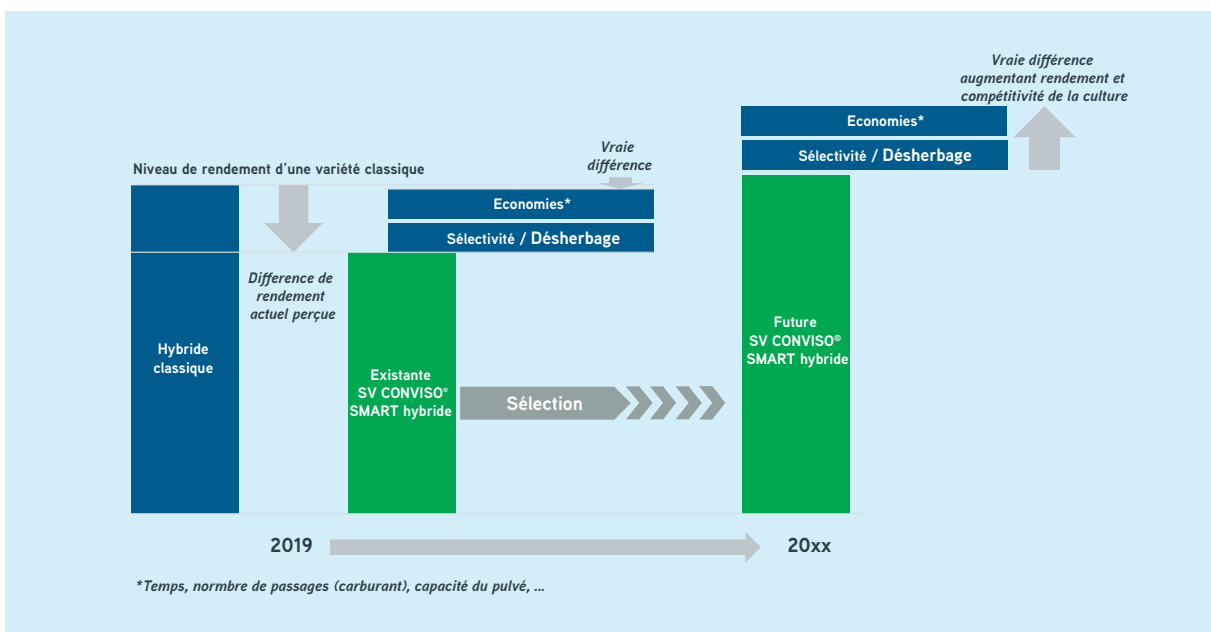 Vraie différence
augmentant rendement et
compétitivité de la culture
Economies*
Sélectivité / Désherbage
Vraie
différence
Niveau de rendement d’une variété classique
Economies*
Sélectivité / Désherbage
Difference de
rendement
actuel perçue
Hybride
classique
Existante
SV CONVISO®
SMART hybride
Sélection
Future
SV CONVISO®
SMART hybride
2019
20xx
*Temps, normbre de passages (carburant), capacité du pulvé, ...